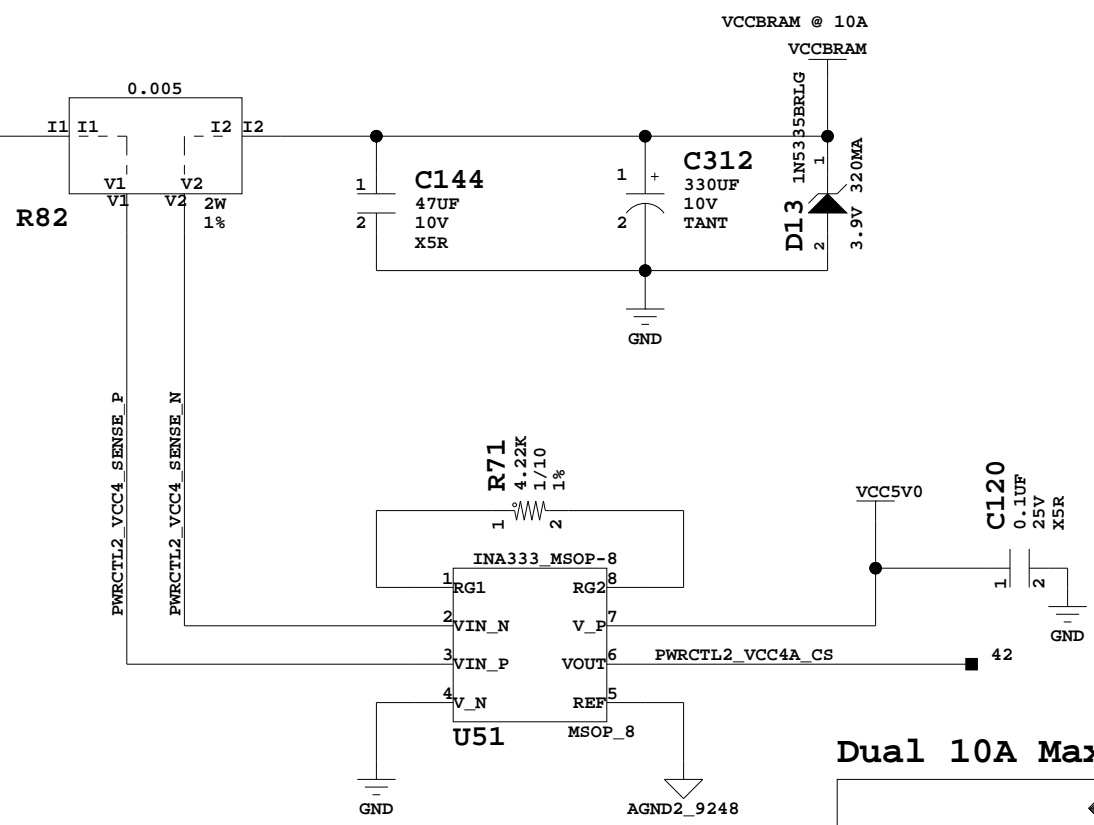 VCCBRAM @ 10A
VCCBRAM
0.005
I1 I1
I2 I2
V1 V2
V1 V2
2W
1%
R82
1
2
C144
47UF
10V
X5R
1 +
2
C312
330UF
10V
TANT
1N5335BRLG
D13
1
2
3.9V 320MA
GND
PWRCTL2_VCC4_SENSE_P
PWRCTL2_VCC4_SENSE_N
R71
4.22K
1/10
1%
1 2
INA333_MSOP-8
1 RG1 RG2 8
2 VIN_N V_P 7
3 VIN_P VOUT 6
4 V_N REF 5
U51
MSOP_8
VCC5V0
C120
0.1UF
25V
X5R
1 2
GND
PWRCTL2_VCC4A_CS
42
GND
AGND2_9248
Dual 10A Max